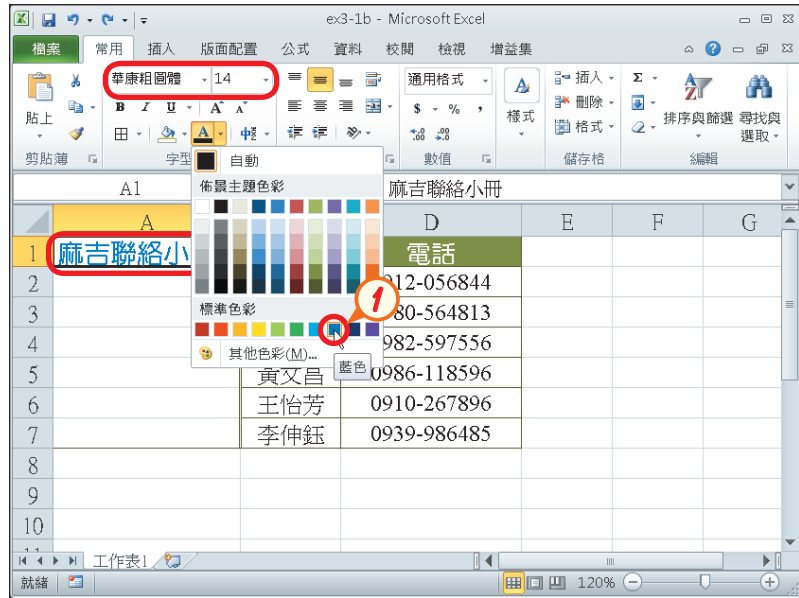 ex3-1b - Microsoft Excel
檔案 常用 插入 版面配置 公式 資料 校閱 檢視 增益集
華康粗圓體 14 通用格式 插入 Σ
貼上 B I U A A $ % , 樣式 刪除 排序與篩選 尋找與選取
A 中 .00 格式
剪貼簿 字型 數值 儲存格 編輯
A1 麻吉聯絡小冊
自動
佈景主題色彩
標準色彩
其他色彩(M)...
藍色
1
A D E F G
1 麻吉聯絡小 電話
2 912-056844
3 80-564813
4 982-597556
5 黃文昌 0986-118596
6 王怡芳 0910-267896
7 李伸鈺 0939-986485
8
9
10
工作表1
就緒 120%